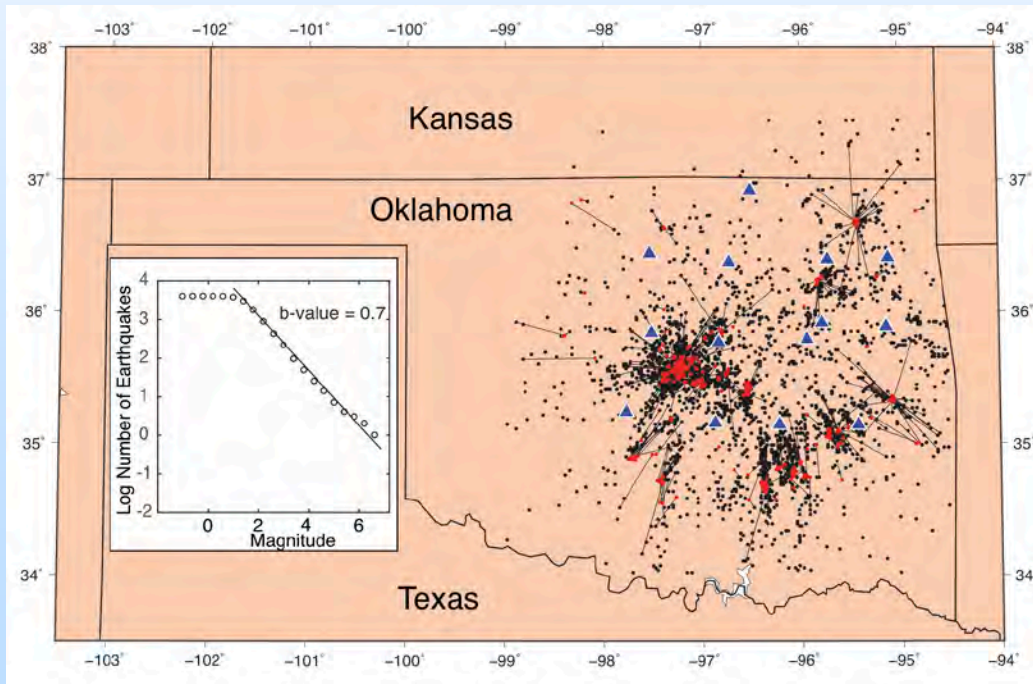 −103˚ −102˚ −101˚ −100˚ −99˚ −98˚ −97˚ −96˚ −95˚ −94˚
38˚ 38˚
Kansas
37˚ 37˚
Oklahoma
4
b-value = 0.7
3
36˚ 36˚
2
1
35˚ 35˚
0
-1
-2
0 2 4 6
Magnitude
Log Number of Earthquakes
34˚ 34˚
Texas
−103˚ −102˚ −101˚ −100˚ −99˚ −98˚ −97˚ −96˚ −95˚ −94˚